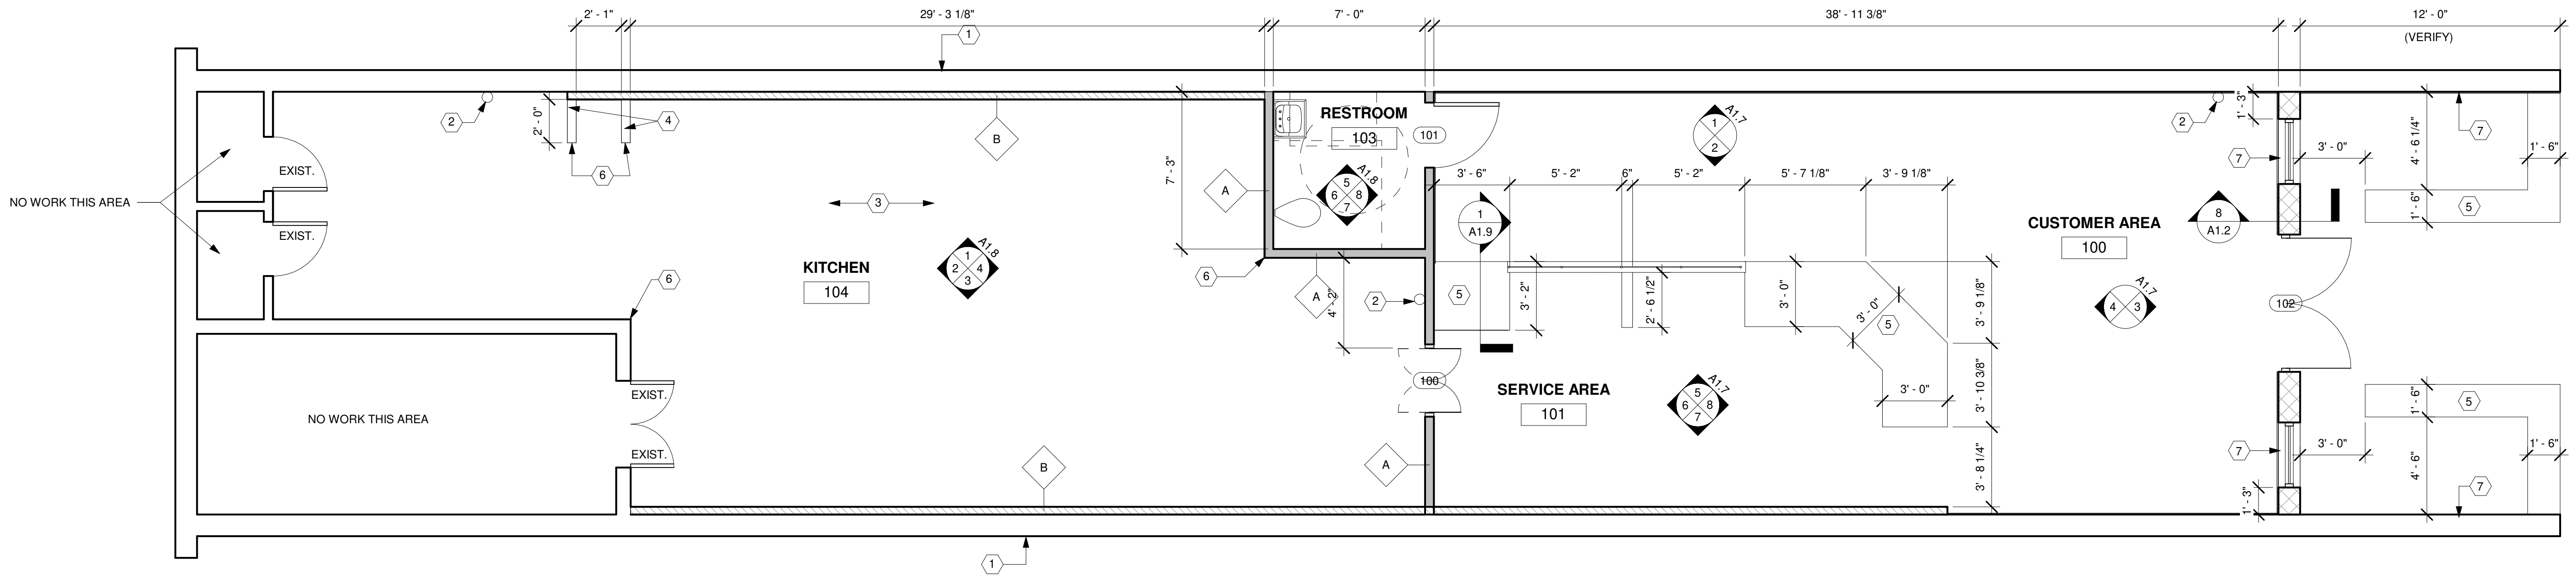 2' - 1"
29' - 3 1/8"
7' - 0"
38' - 11 3/8"
12' - 0"
(VERIFY)
1
2
2' - 0"
4
6
B
7' - 3"
A
RESTROOM
103
101
5
6
8
7
A1.8
1
2
A1.7
2
1' - 3"
7
3' - 0"
4' - 6 1/4"
7
1' - 6"
1' - 6"
5
EXIST.
EXIST.
NO WORK THIS AREA
3
KITCHEN
104
1
2
4
3
A1.8
6
6
A
4' - 2"
2
3' - 6"
5' - 2"
6"
5' - 2"
5' - 7 1/8"
3' - 9 1/8"
1
A1.9
5
3' - 2"
2' - 6 1/2"
3' - 0"
3' - 0"
5
3' - 9 1/8"
3' - 10 3/8"
3' - 0"
3' - 8 1/4"
CUSTOMER AREA
100
8
A1.2
4
3
A1.7
102
100
SERVICE AREA
101
5
6
8
7
A1.7
NO WORK THIS AREA
EXIST.
EXIST.
B
A
1
7
3' - 0"
1' - 6"
5
4' - 6"
1' - 6"
7
1' - 3"